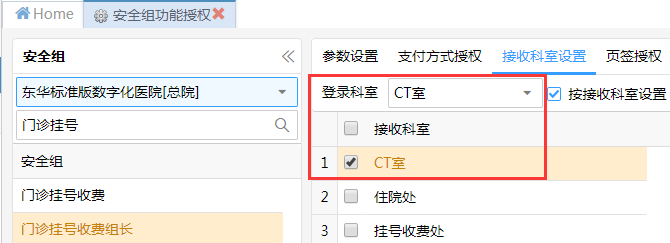 Home 安全组功能授权
安全组
东华标准版数字化医院[总院]
门诊挂号
安全组
门诊挂号收费
门诊挂号收费组长
参数设置 支付方式授权 接收科室设置 页签授权
登录科室 CT室 按接收科室设置
接收科室
1 CT室
2 住院处
3 挂号收费处